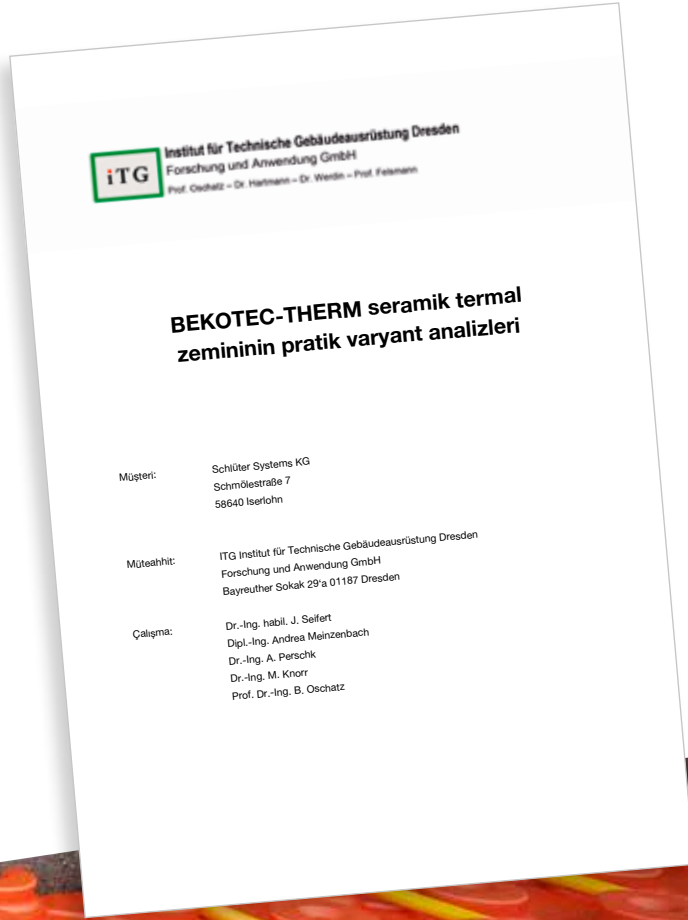 iTG
Institut für Technische Gebäudeausrüstung Dresden
Forschung und Anwendung GmbH
Prof. Oschatz – Dr. Hartmann – Dr. Werdin – Prof. Felsmann
BEKOTEC-THERM seramik termal
zemininin pratik varyant analizleri
Müşteri: Schlüter Systems KG
Schmölestraße 7
58640 Iserlohn
Müteahhit: ITG Institut für Technische Gebäudeausrüstung Dresden
Forschung und Anwendung GmbH
Bayreuther Sokak 29'a 01187 Dresden
Çalışma: Dr.-Ing. habil. J. Seifert
Dipl.-Ing. Andrea Meinzenbach
Dr.-Ing. A. Perschk
Dr.-Ing. M. Knorr
Prof. Dr.-Ing. B. Oschatz